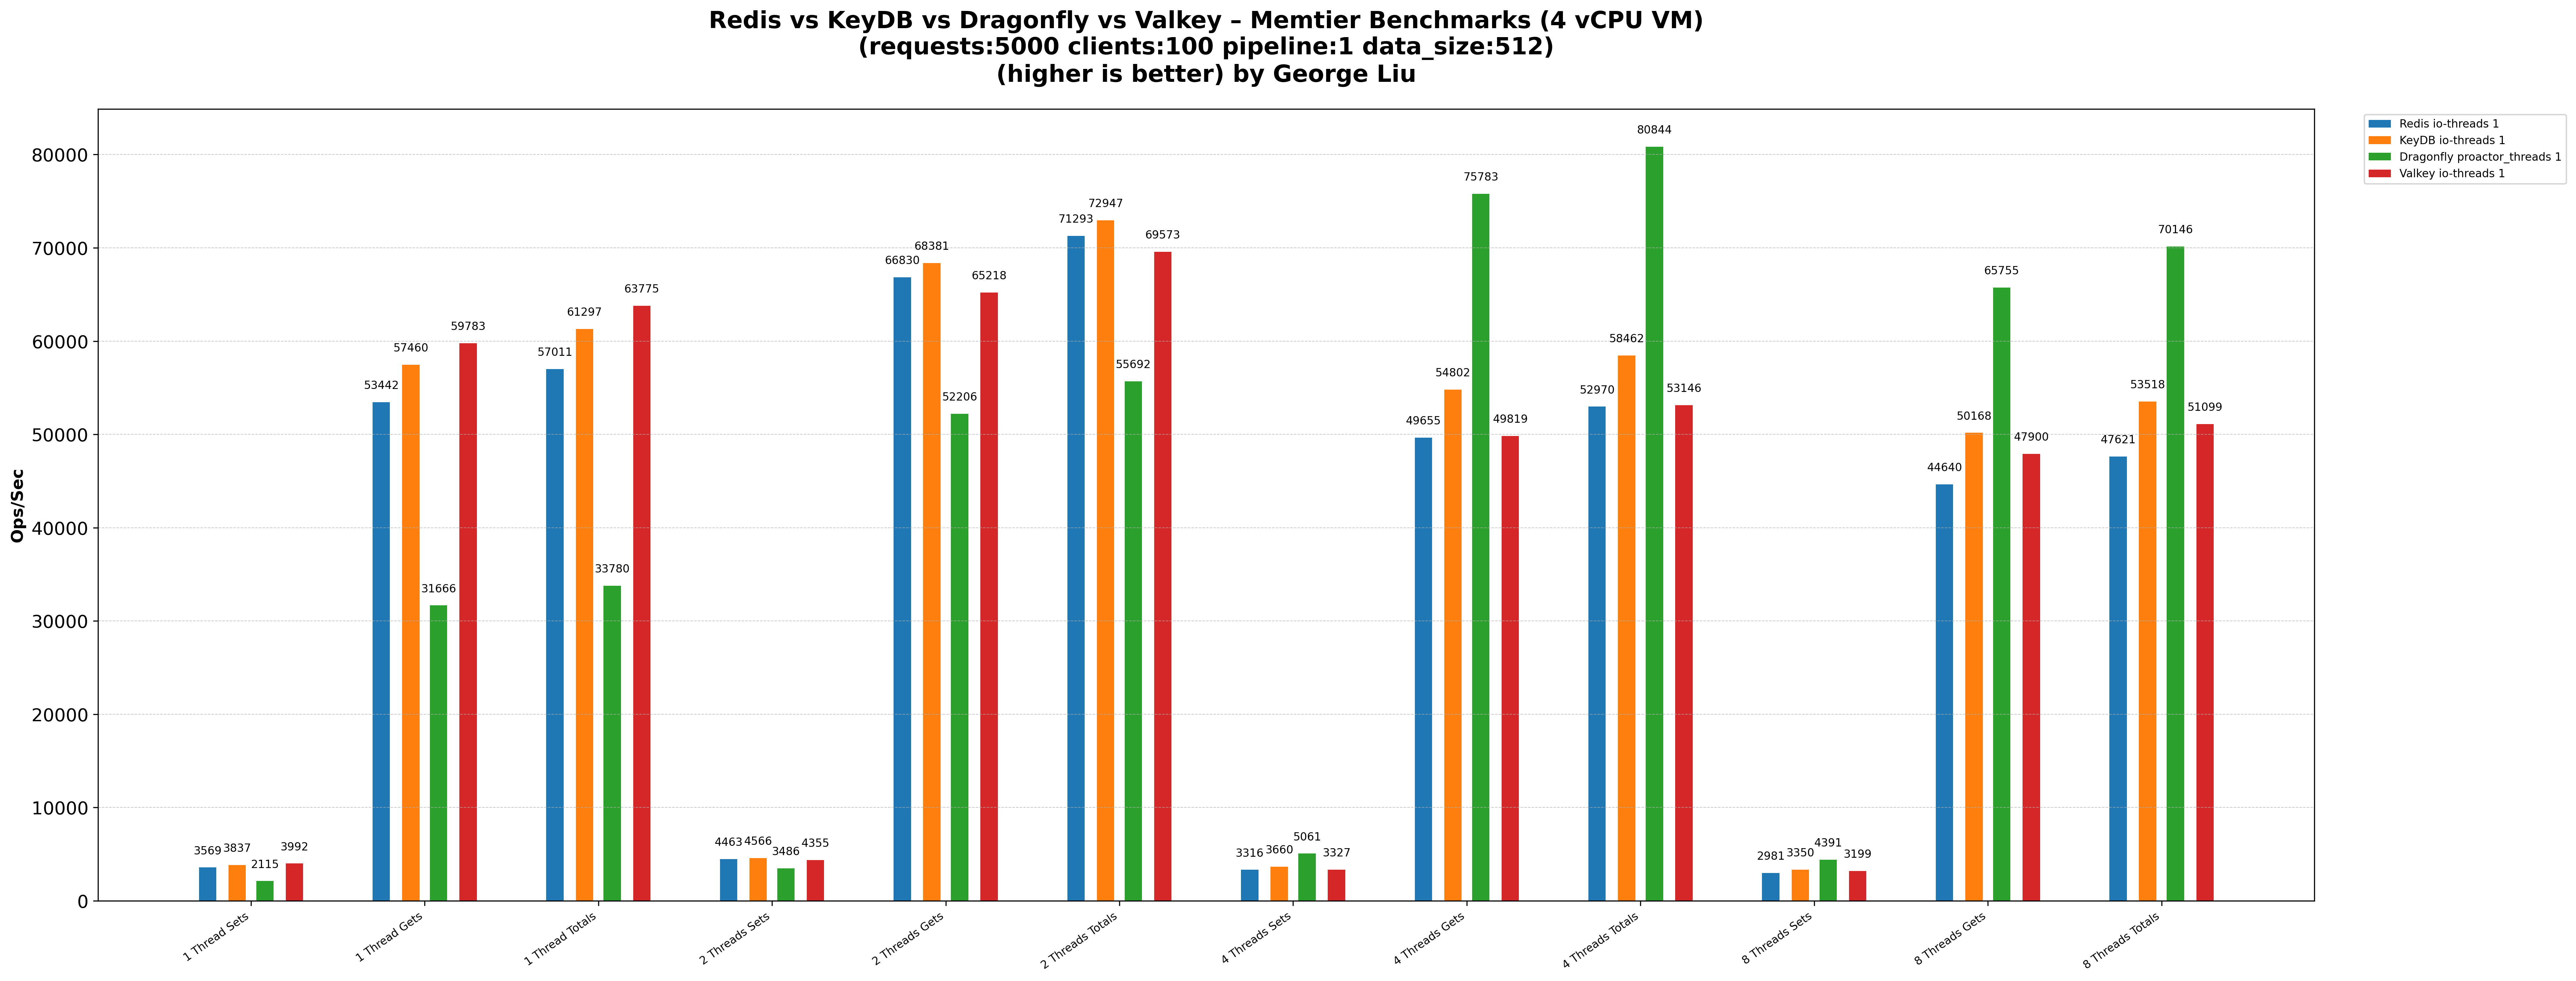 Redis vs KeyDB vs Dragonfly vs Valkey – Memtier Benchmarks (4 vCPU VM)
(requests:5000 clients:100 pipeline:1 data_size:512)
(higher is better) by George Liu
Redis io-threads 1
KeyDB io-threads 1
Dragonfly proactor_threads 1
Valkey io-threads 1
Ops/Sec
80000
70000
60000
50000
40000
30000
20000
10000
0
3569
3837
2115
3992
53442
57460
31666
59783
57011
61297
33780
63775
4463
4566
3486
4355
66830
68381
52206
65218
71293
72947
55692
69573
3316
3660
5061
3327
49655
54802
75783
49819
52970
58462
80844
53146
2981
3350
4391
3199
44640
50168
65755
47900
47621
53518
70146
51099
1 Thread Sets
1 Thread Gets
1 Thread Totals
2 Threads Sets
2 Threads Gets
2 Threads Totals
4 Threads Sets
4 Threads Gets
4 Threads Totals
8 Threads Sets
8 Threads Gets
8 Threads Totals